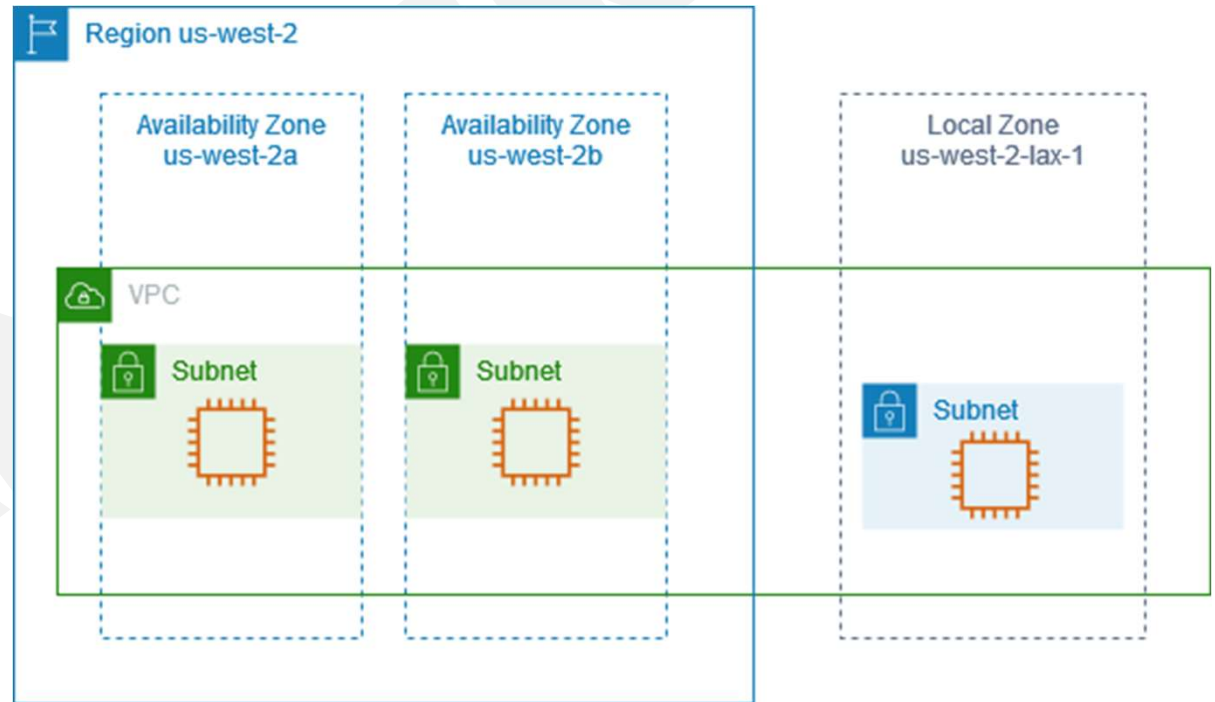 Region us-west-2
Availability Zone
us-west-2a
Availability Zone
us-west-2b
Local Zone
us-west-2-lax-1
VPC
Subnet
Subnet
Subnet